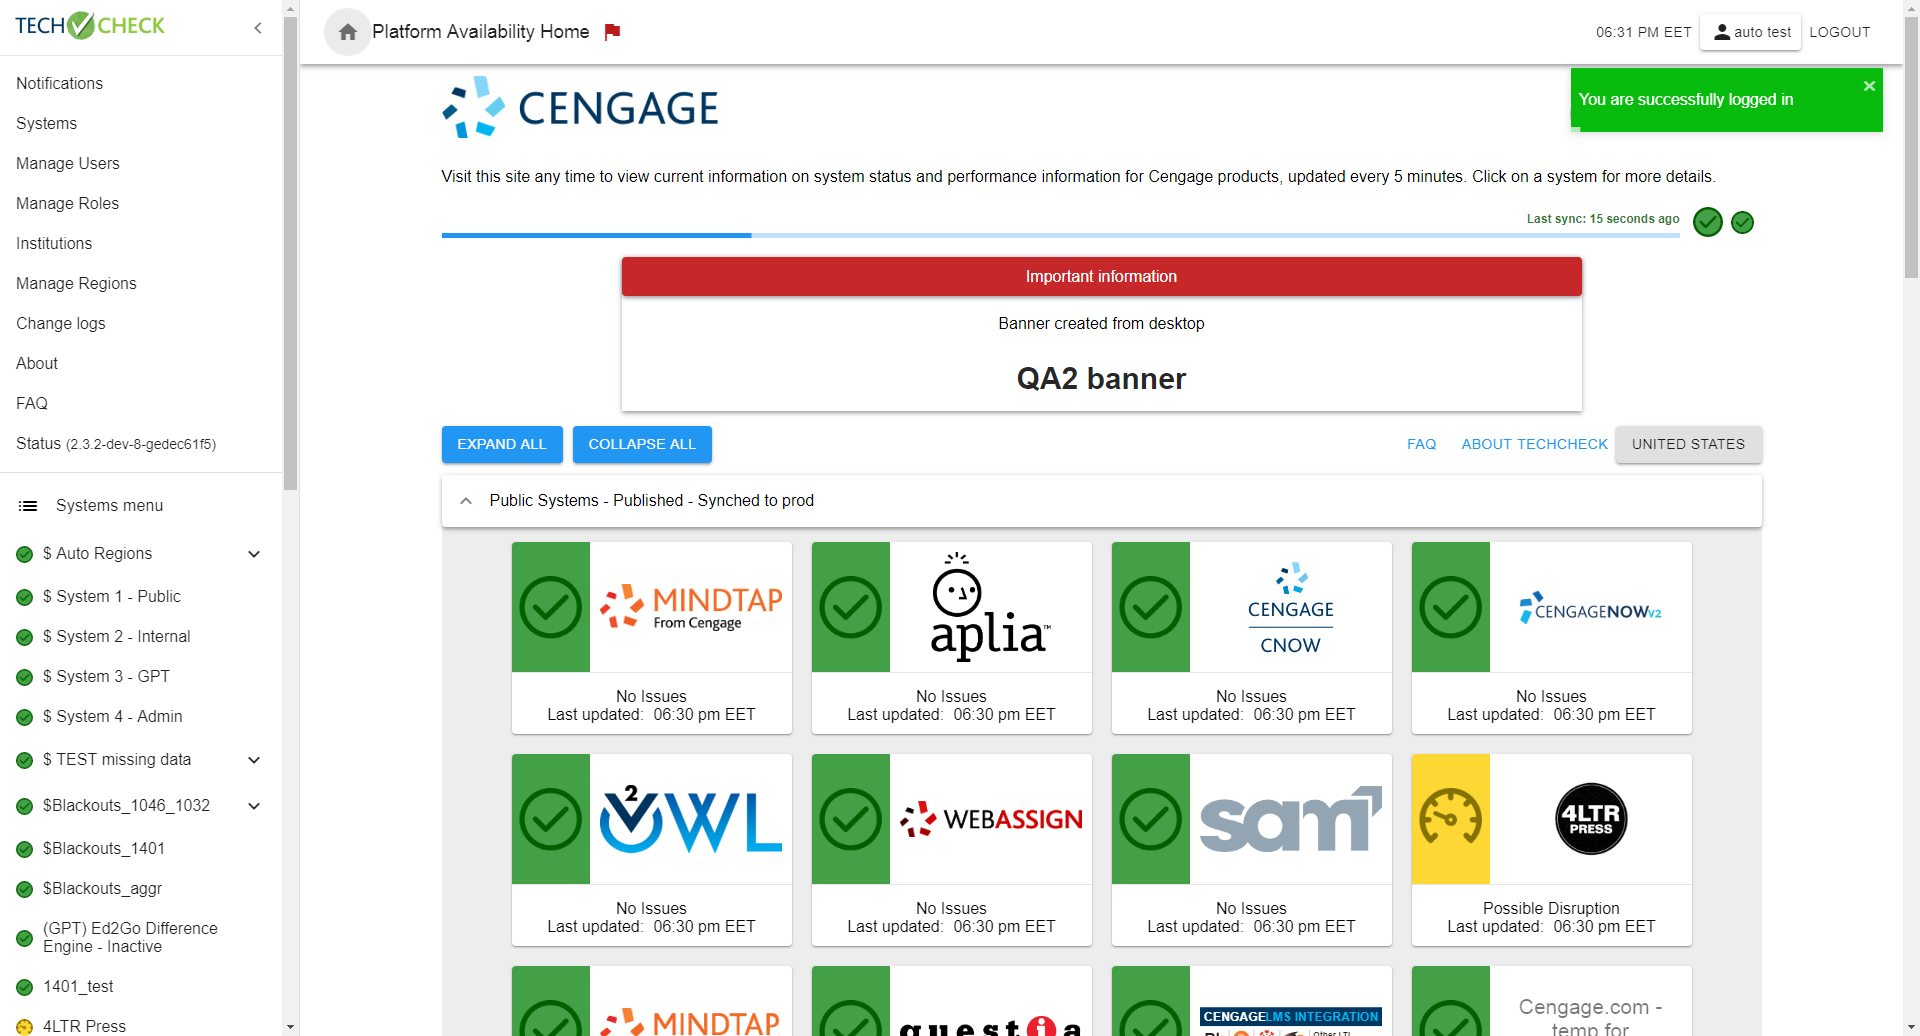 TECH CHECK
Platform Availability Home
06:31 PM EET
auto test
LOGOUT
Notifications
Systems
Manage Users
Manage Roles
Institutions
Manage Regions
Change logs
About
FAQ
Status (2.3.2-dev-8-gedec61f5)
Systems menu
$ Auto Regions
$ System 1 - Public
$ System 2 - Internal
$ System 3 - GPT
$ System 4 - Admin
$ TEST missing data
$Blackouts_1046_1032
$Blackouts_1401
$Blackouts_aggr
(GPT) Ed2Go Difference
Engine - Inactive
1401_test
4LTR Press
CENGAGE
You are successfully logged in
Visit this site any time to view current information on system status and performance information for Cengage products, updated every 5 minutes. Click on a system for more details.
Last sync: 15 seconds ago
Important information
Banner created from desktop
QA2 banner
EXPAND ALL
COLLAPSE ALL
FAQ
ABOUT TECHCHECK
UNITED STATES
Public Systems - Published - Synched to prod
MINDTAP
From Cengage
No Issues
Last updated: 06:30 pm EET
aplia™
No Issues
Last updated: 06:30 pm EET
CENGAGE
CNOW
No Issues
Last updated: 06:30 pm EET
CENGAGENOWv2
No Issues
Last updated: 06:30 pm EET
OWL
2
No Issues
Last updated: 06:30 pm EET
WEBASSIGN
No Issues
Last updated: 06:30 pm EET
sam
No Issues
Last updated: 06:30 pm EET
4LTR
PRESS
Possible Disruption
Last updated: 06:30 pm EET
MINDTAP
questia
CENGAGELMS INTEGRATION
Other LTI
Cengage.com -
temp for